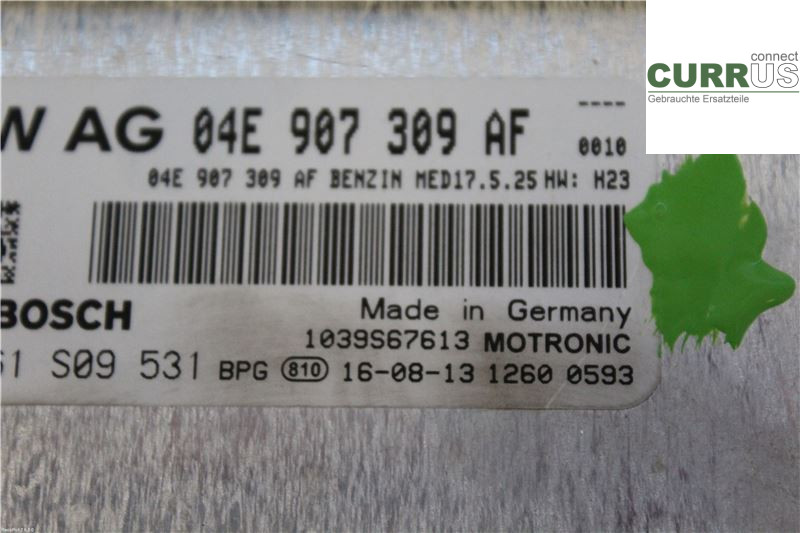 connect
CURRUS
Gebrauchte Ersatzteile
W AG 04E 907 309 AF ----
0010
04E 907 309 AF BENZIN MED17.5.25 HW: H23
BOSCH
Made in Germany
1039S67613 MOTRONIC
61 S09 531 BPG 810 16-08-13 1260 0593